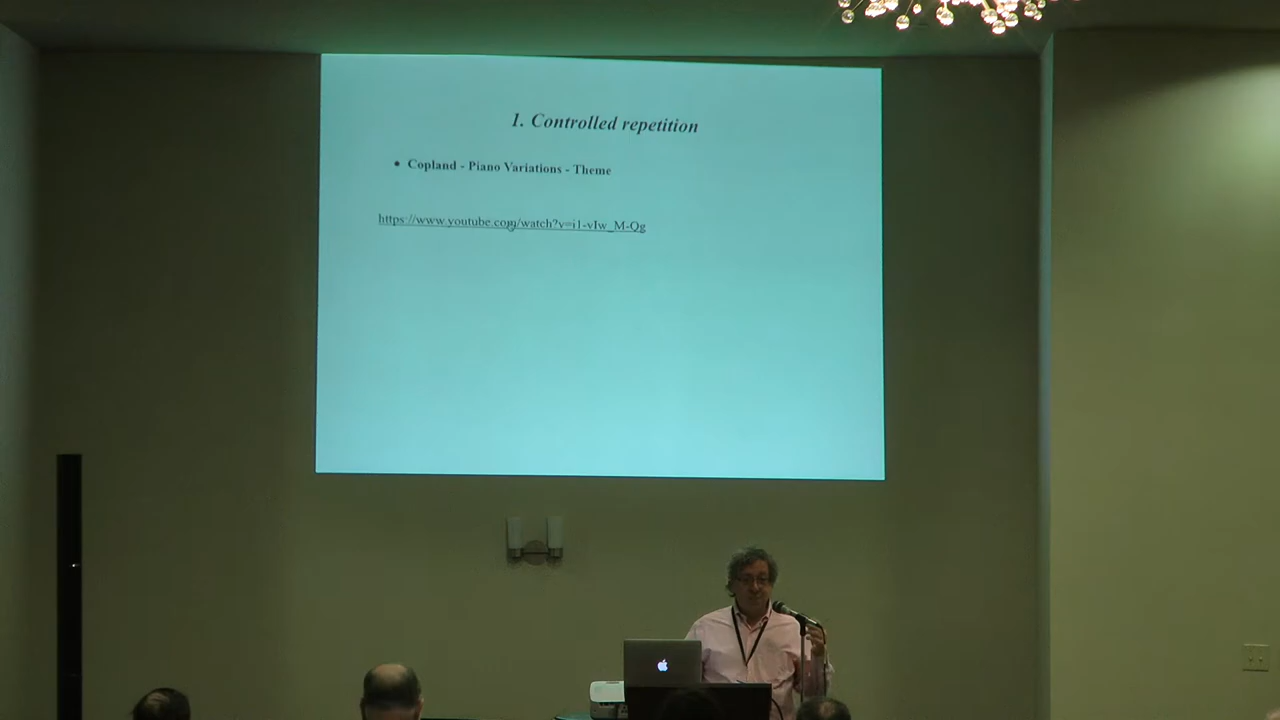 1. Controlled repetition
• Copland - Piano Variations - Theme
https://www.youtube.com/watch?v=i1-vIw_M-Qg